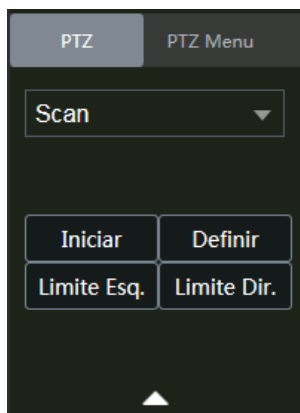 PTZ PTZ Menu
Scan
Iniciar Definir
Limite Esq. Limite Dir.